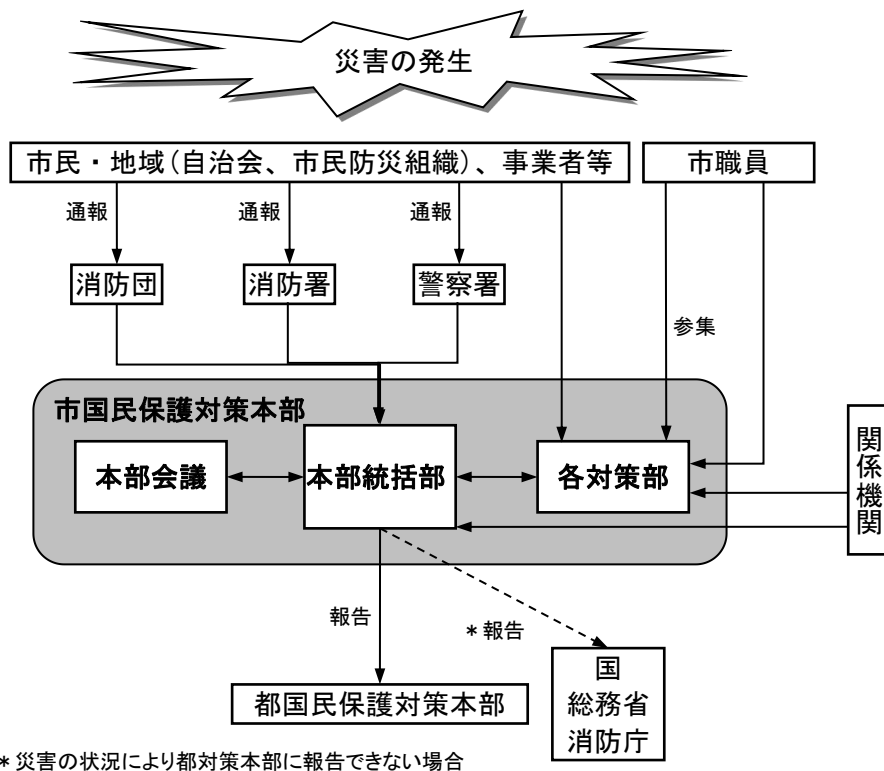 災害の発生
市民・地域(自治会、市民防災組織)、事業者等
市職員
通報
通報
通報
消防団
消防署
警察署
参集
市国民保護対策本部
本部会議
本部統括部
各対策部
関係機関
報告
*報告
都国民保護対策本部
国
総務省
消防庁
*災害の状況により都対策本部に報告できない場合